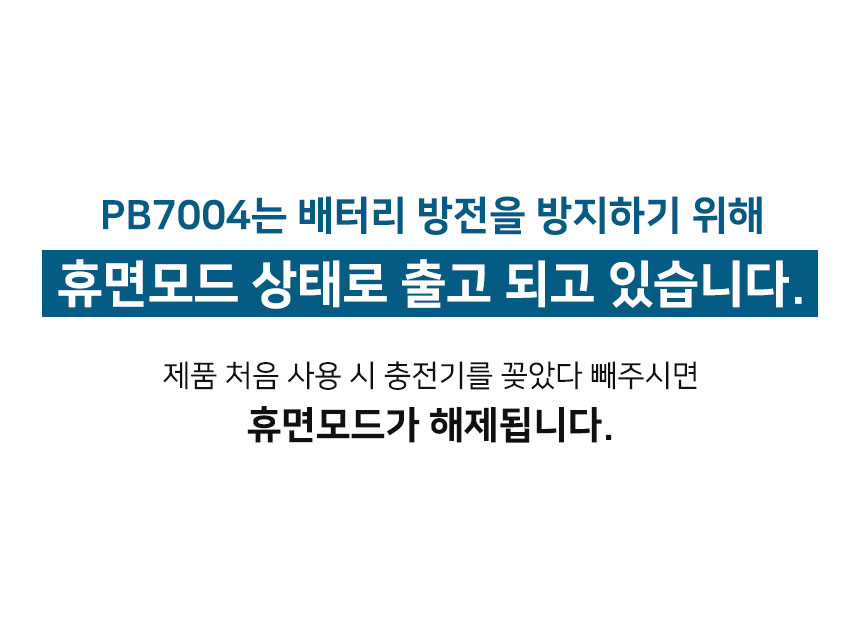 PB7004는 배터리 방전을 방지하기 위해
휴면모드 상태로 출고 되고 있습니다.
제품 처음 사용 시 충전기를 꽂았다 빼주시면
휴면모드가 해제됩니다.